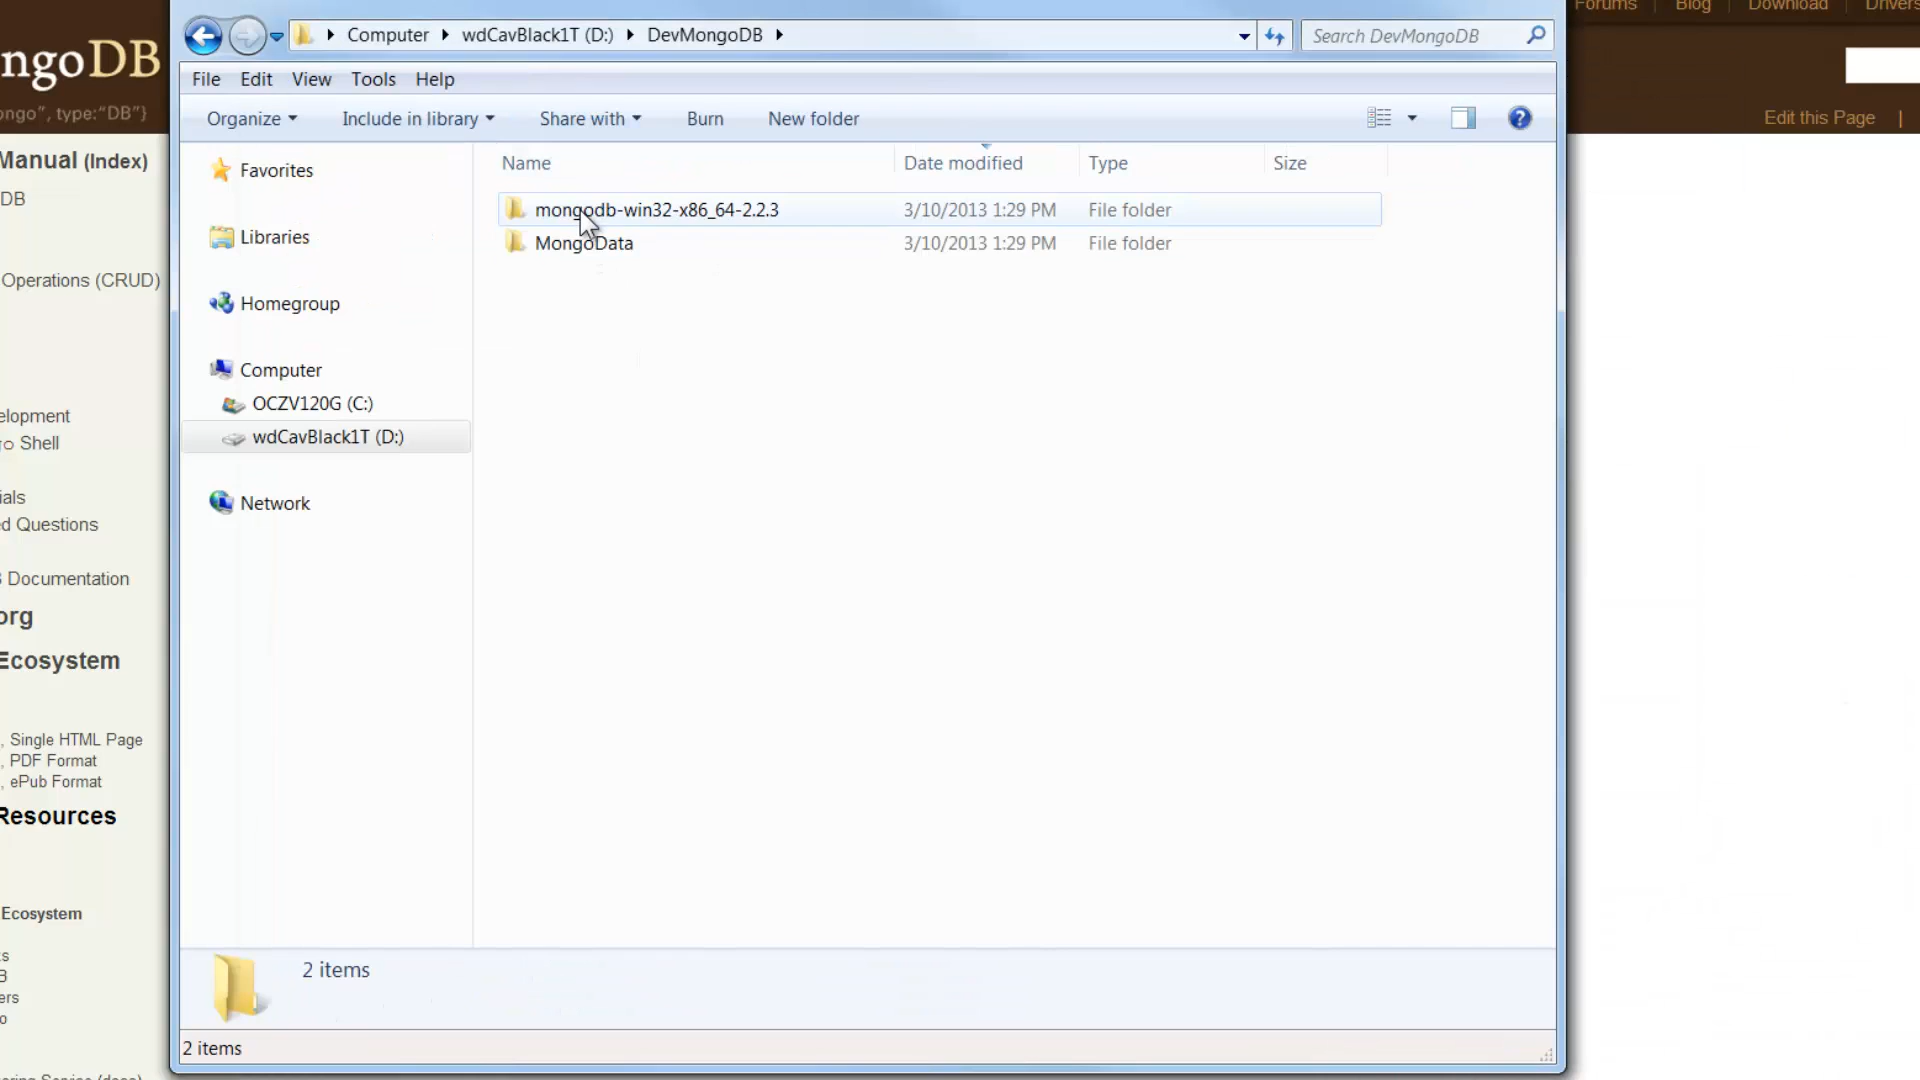 Forums | Blog | Download | Drivers
ngoDB
ongo", type:"DB"}
Edit this Page |
Computer wdCavBlack1T (D:) DevMongoDB
Search DevMongoDB
File Edit View Tools Help
Organize Include in library Share with Burn New folder
Name Date modified Type Size
mongodb-win32-x86_64-2.2.3 3/10/2013 1:29 PM File folder
MongoData 3/10/2013 1:29 PM File folder
Favorites
Libraries
Homegroup
Computer
OCZV120G (C:)
wdCavBlack1T (D:)
Network
2 items
2 items
Manual (Index)
DB
Operations (CRUD)
elopment
o Shell
ials
d Questions
Documentation
org
Ecosystem
, Single HTML Page
, PDF Format
, ePub Format
Resources
Ecosystem
s
B
ers
o